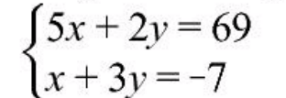 5x + 2y = 69
x + 3y = -7